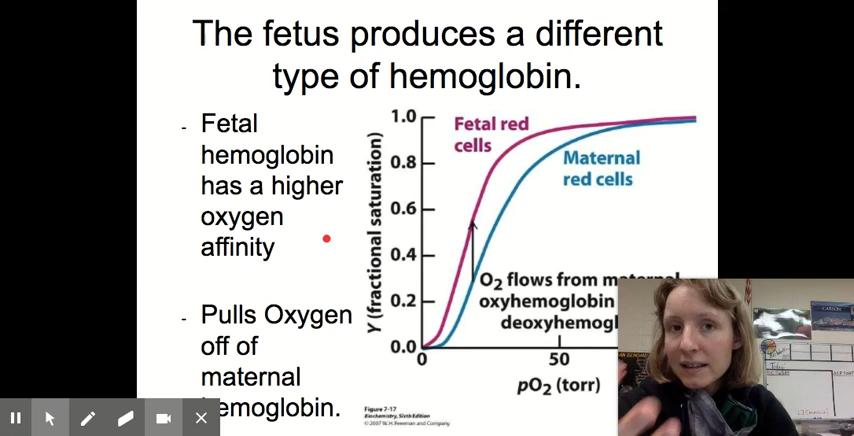 The fetus produces a different
type of hemoglobin.
- Fetal
hemoglobin
has a higher
oxygen
affinity
- Pulls Oxygen
off of
maternal
hemoglobin.
Y (fractional saturation)
1.0
0.8
0.6
0.4
0.2
0.0
Fetal red
cells
Maternal
red cells
O2 flows from maternal
oxyhemoglobin
0
50
pO2 (torr)
Figure 7-17
Biochemistry, Sixth Edition
© 2007 W.H. Freeman and Company
CARSON